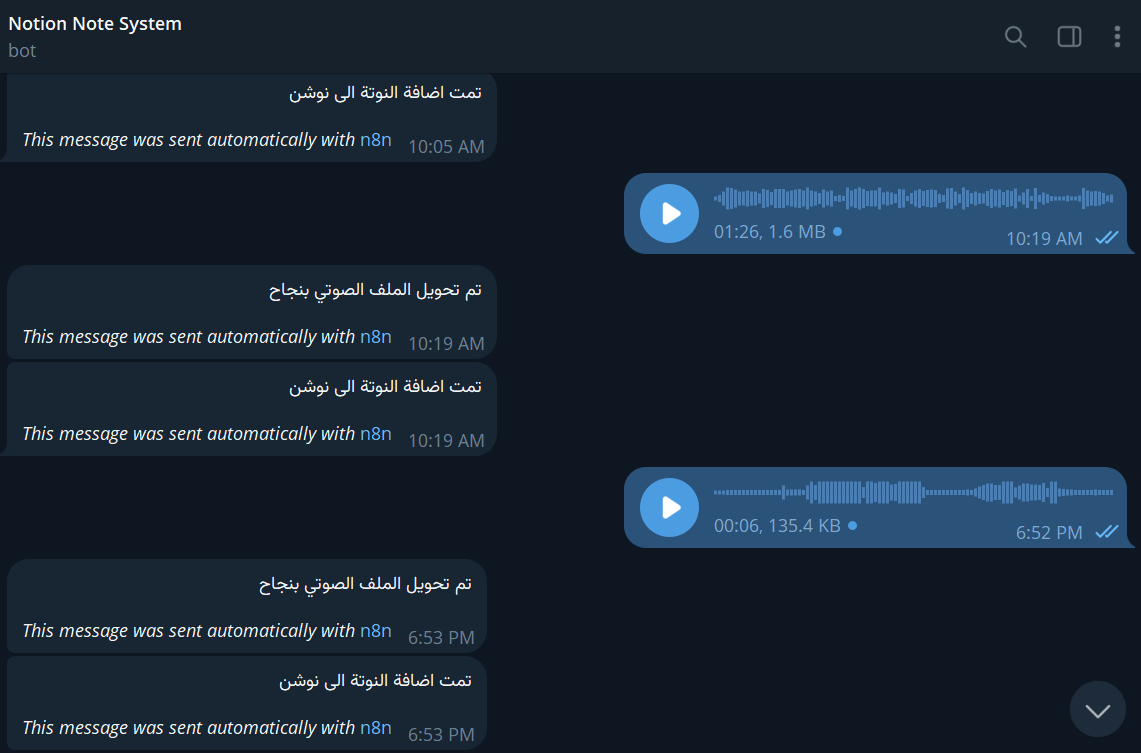 Notion Note System
bot
تمت اضافة النوتة الى نوشن
This message was sent automatically with n8n 10:05 AM
01:26, 1.6 MB
10:19 AM
تم تحويل الملف الصوتي بنجاح
This message was sent automatically with n8n 10:19 AM
تمت اضافة النوتة الى نوشن
This message was sent automatically with n8n 10:19 AM
00:06, 135.4 KB
6:52 PM
تم تحويل الملف الصوتي بنجاح
This message was sent automatically with n8n 6:53 PM
تمت اضافة النوتة الى نوشن
This message was sent automatically with n8n 6:53 PM